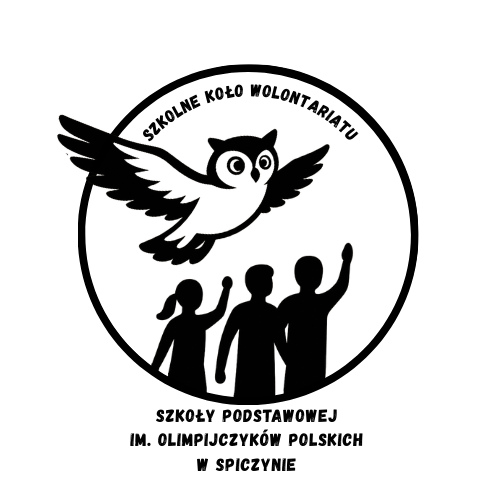 SZKOLNE KOŁO WOLONTARIATU
SZKOŁY PODSTAWOWEJ
IM. OLIMPIJCZYKÓW POLSKICH
W SPICZYNIE